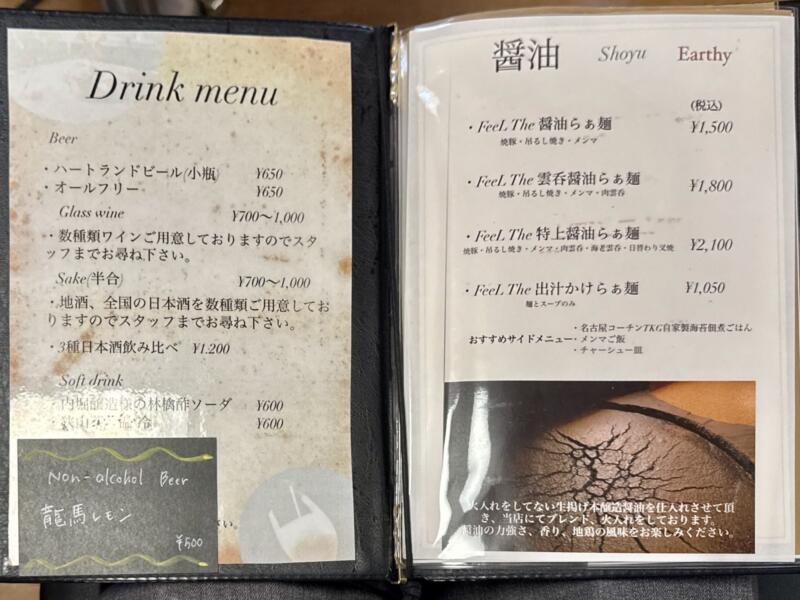 Drink menu
Beer
・ハートランドビール(小瓶) ¥650
・オールフリー ¥650
Glass wine ¥700〜1,000
・数種類ワインご用意しておりますのでスタ
ッフまでお尋ね下さい。
Sake(半合) ¥700〜1,000
・地酒、全国の日本酒を数種類ご用意してお
りますのでスタッフまでお尋ね下さい。
・3種日本酒飲み比べ ¥1.200
Soft drink
・内堀醸造様の林檎酢ソーダ ¥600
・狭山 冷 ¥600
Non-alcohol Beer
龍馬レモン
¥500
い。
醤油 Shoyu Earthy
(税込)
・FeeL The 醤油らぁ麺 ¥1,500
焼豚・吊るし焼き・メンマ
・FeeL The 雲呑醤油らぁ麺 ¥1,800
焼豚・吊るし焼き・メンマ・肉雲呑
・FeeL The 特上醤油らぁ麺 ¥2,100
焼豚・吊るし焼き・メンマ・肉雲呑・海老雲呑・日替わり叉焼
・FeeL The 出汁かけらぁ麺 ¥1,050
麺とスープのみ
・名古屋コーチンTKG自家製海苔佃煮ごはん
おすすめサイドメニュー・メンマご飯
・チャーシュー皿
火入れをしてない生揚げ本醸造醤油を仕入れさせて頂
き、当店にてブレンド、火入れをしております。
醤油の力強さ、香り、地鶏の風味をお楽しみください。